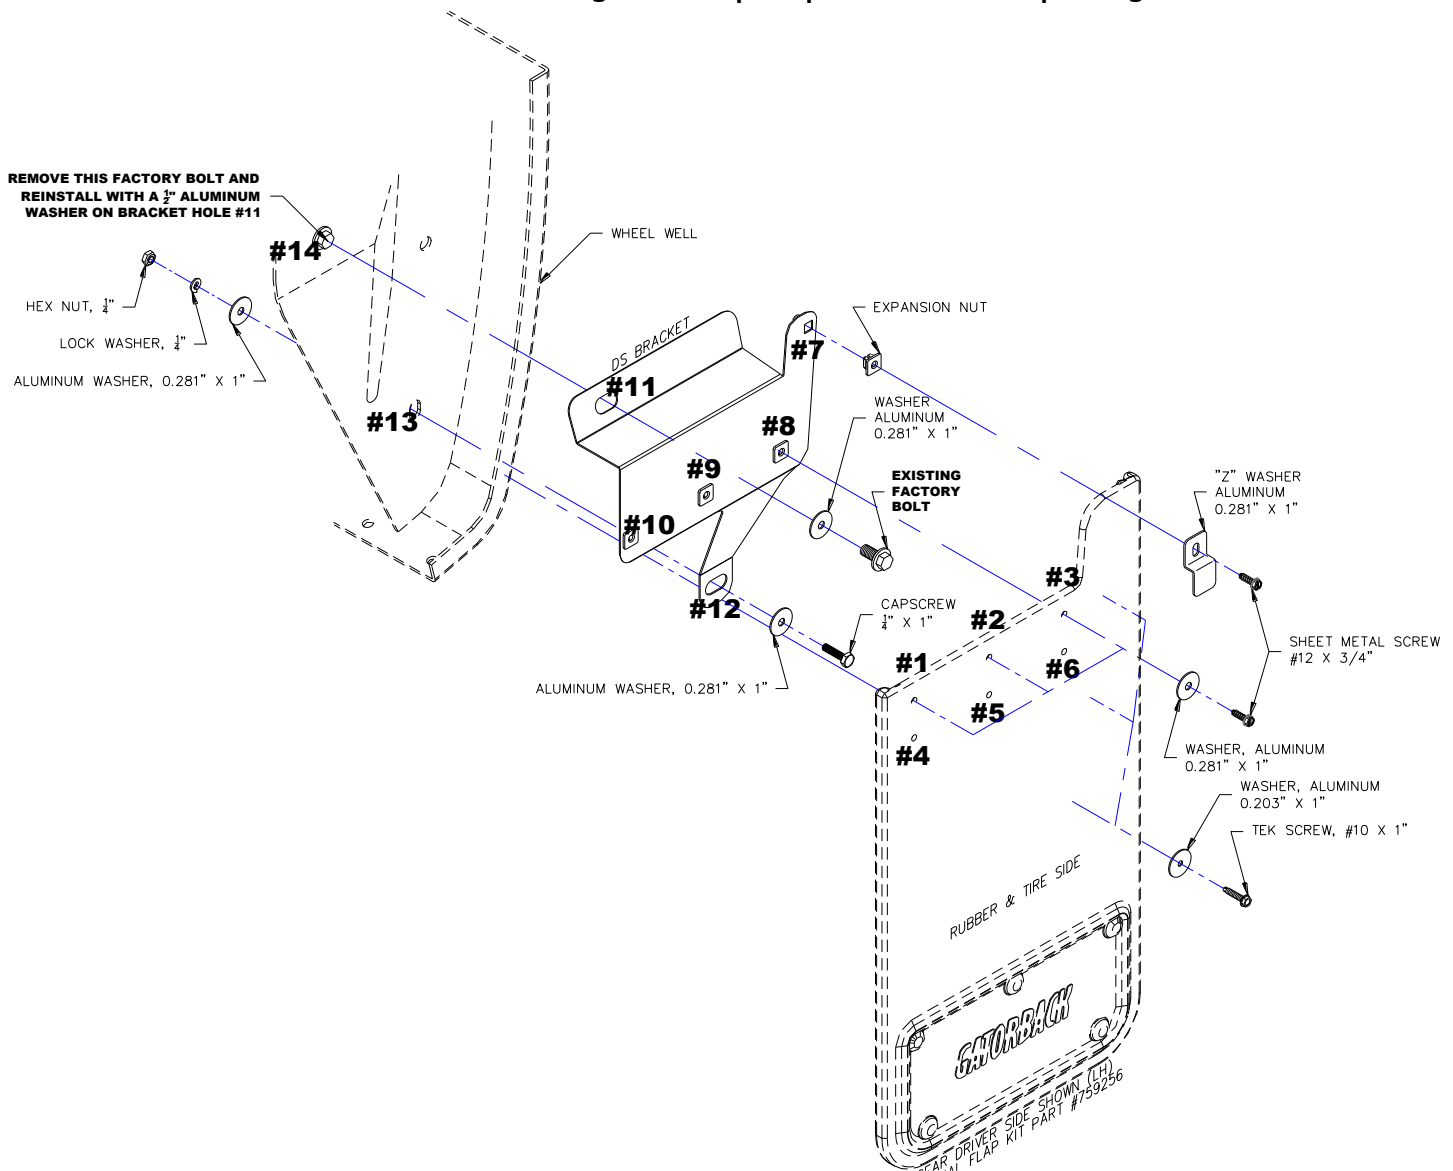 REMOVE THIS FACTORY BOLT AND
REINSTALL WITH A ½" ALUMINUM
WASHER ON BRACKET HOLE #11
#14
HEX NUT, ¼"
LOCK WASHER, ¼"
ALUMINUM WASHER, 0.281" X 1"
#13
WHEEL WELL
DS BRACKET
#11
#7
EXPANSION NUT
#8
WASHER
ALUMINUM
0.281" X 1"
#9
EXISTING
FACTORY
BOLT
#10
"Z" WASHER
ALUMINUM
0.281" X 1"
#12
CAPSCREW
¼" X 1"
ALUMINUM WASHER, 0.281" X 1"
#3
#2
#1
#6
#5
#4
SHEET METAL SCREW
#12 X 3/4"
WASHER, ALUMINUM
0.281" X 1"
WASHER, ALUMINUM
0.203" X 1"
TEK SCREW, #10 X 1"
RUBBER & TIRE SIDE
GATORBACK
REAR DRIVER SIDE SHOWN (LH)
FLAP KIT PART #759256